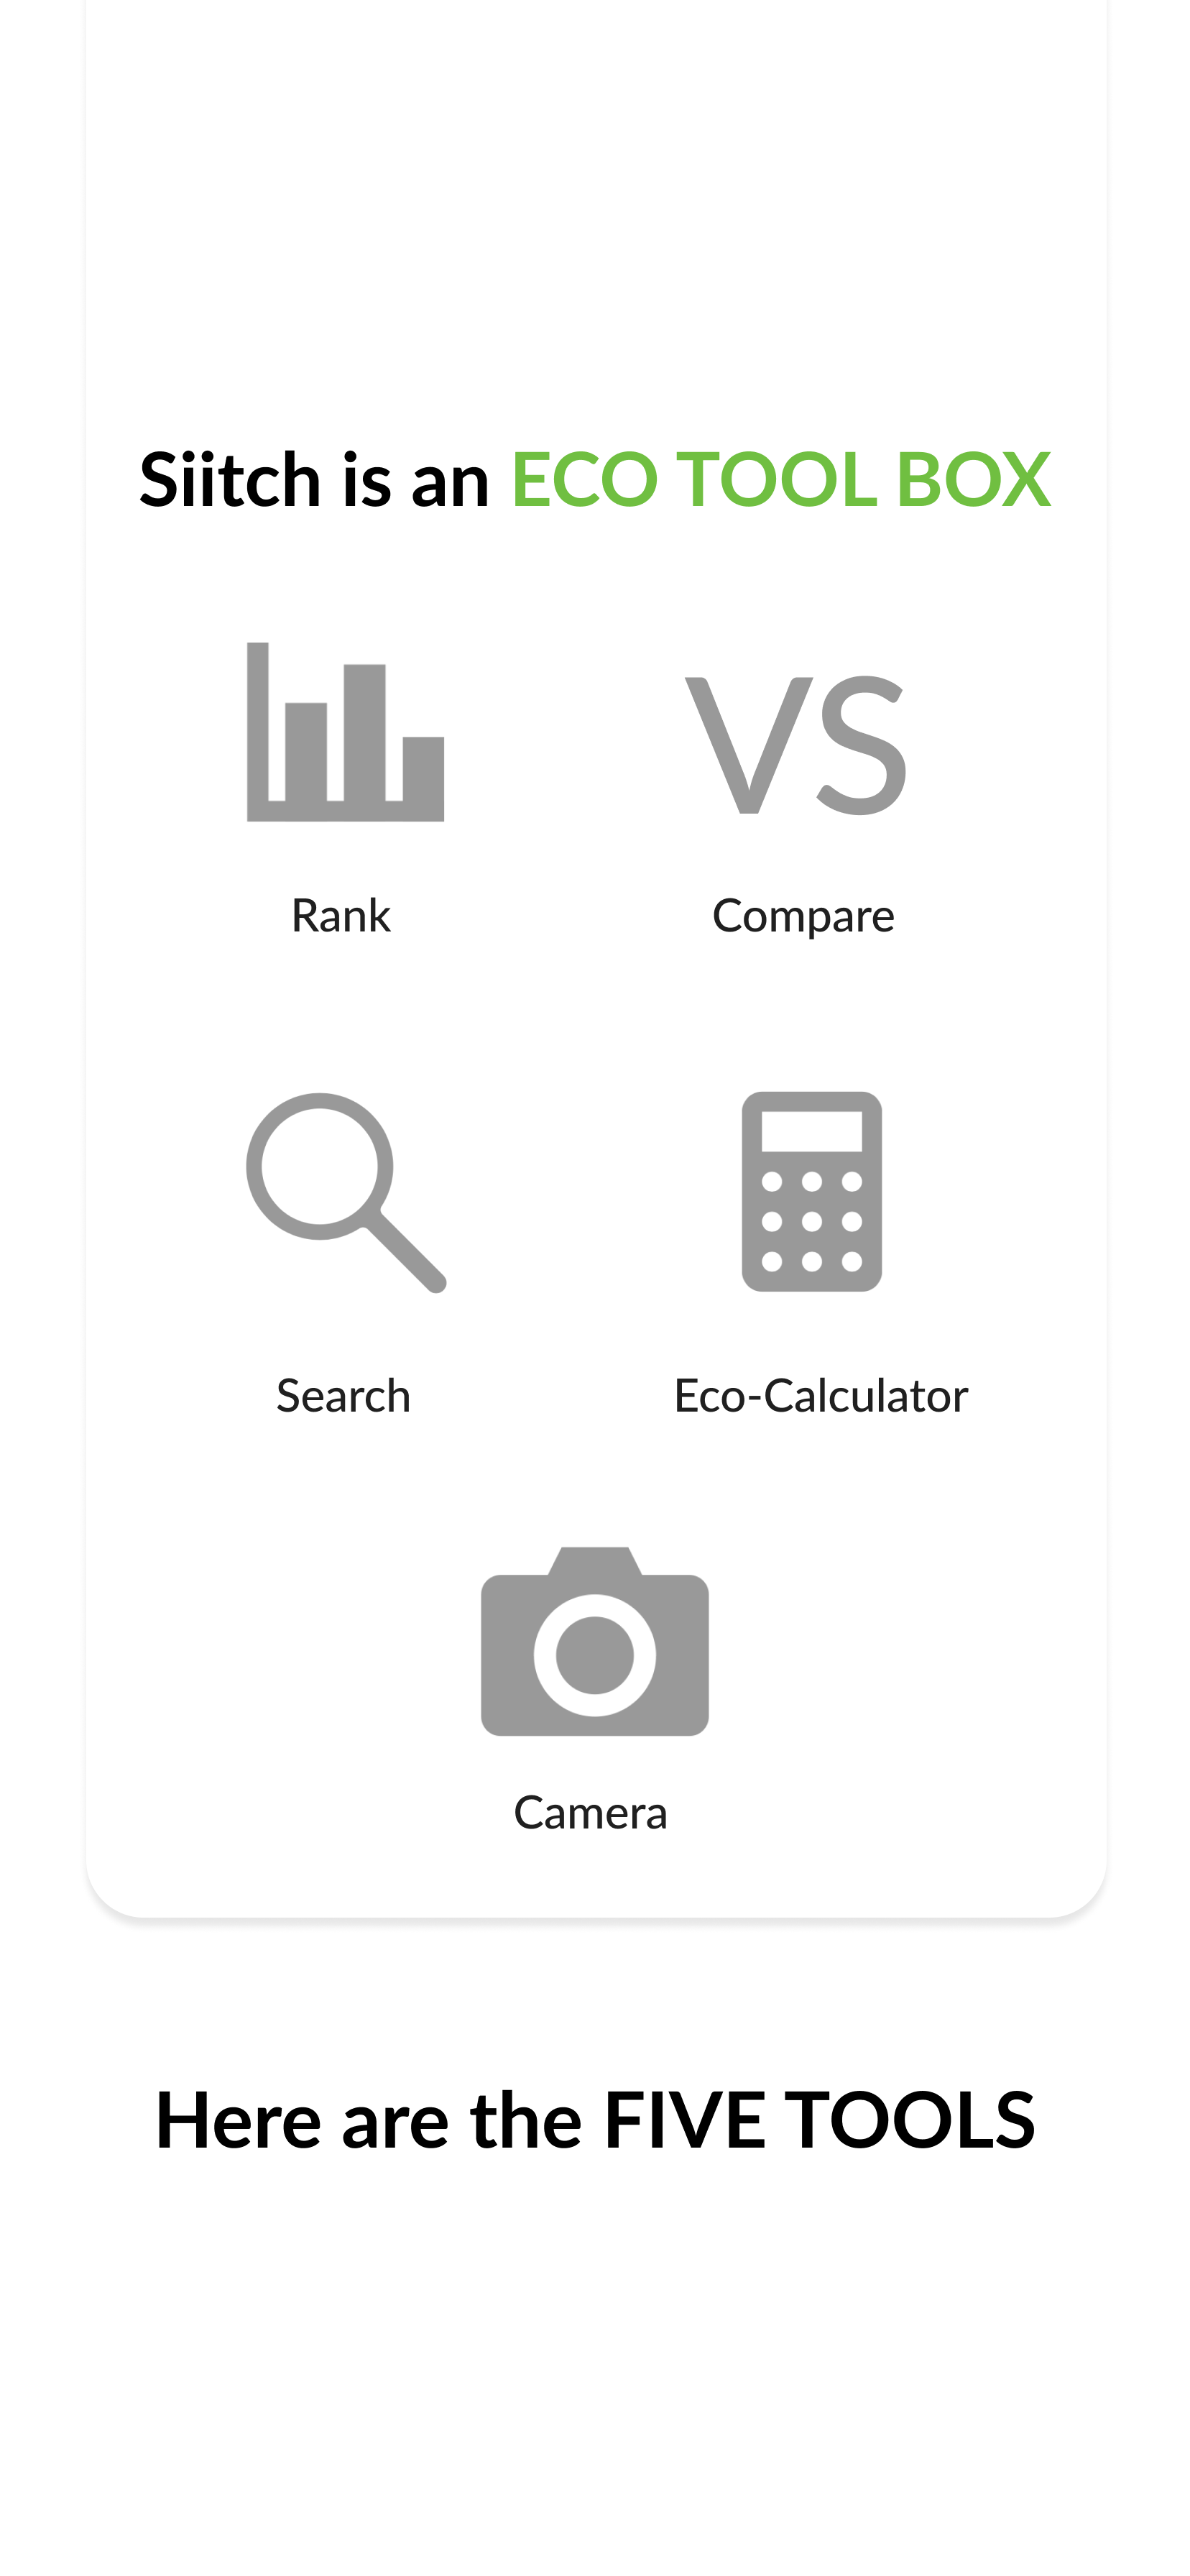 Siitch is an ECO TOOL BOX
VS
Rank
Compare
Search
Eco-Calculator
Camera
Here are the FIVE TOOLS